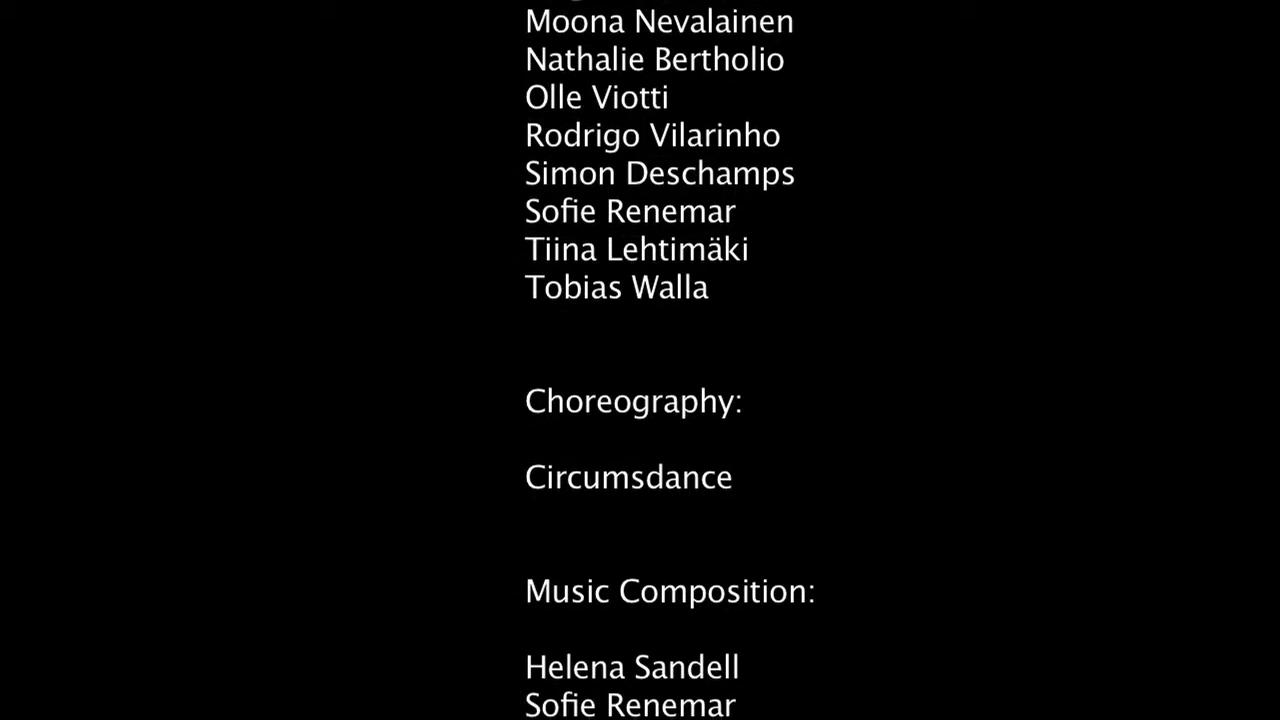 Moona Nevalainen
Nathalie Bertholio
Olle Viotti
Rodrigo Vilarinho
Simon Deschamps
Sofie Renemar
Tiina Lehtimäki
Tobias Walla
Choreography:
Circumsdance
Music Composition:
Helena Sandell
Sofie Renemar